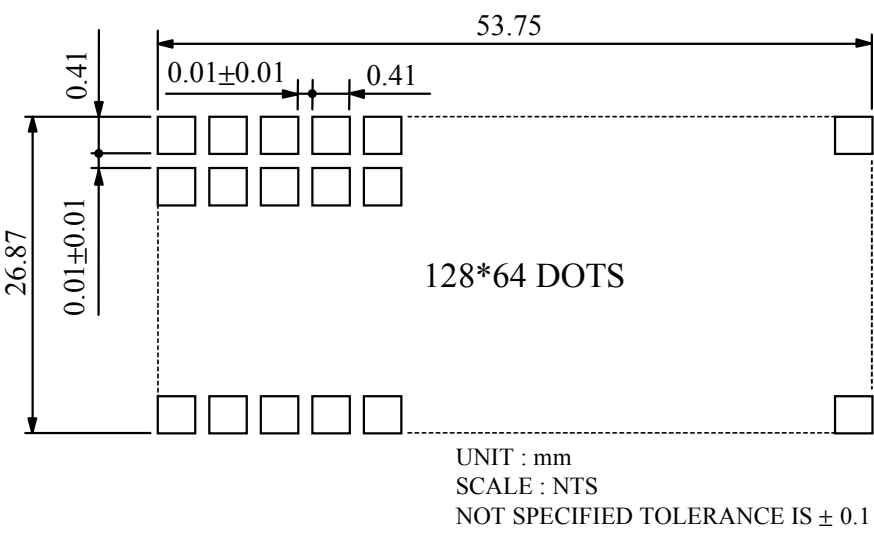 53.75
0.41
0.01±0.01
0.41
26.87
0.01±0.01
128*64 DOTS
UNIT : mm
SCALE : NTS
NOT SPECIFIED TOLERANCE IS ± 0.1